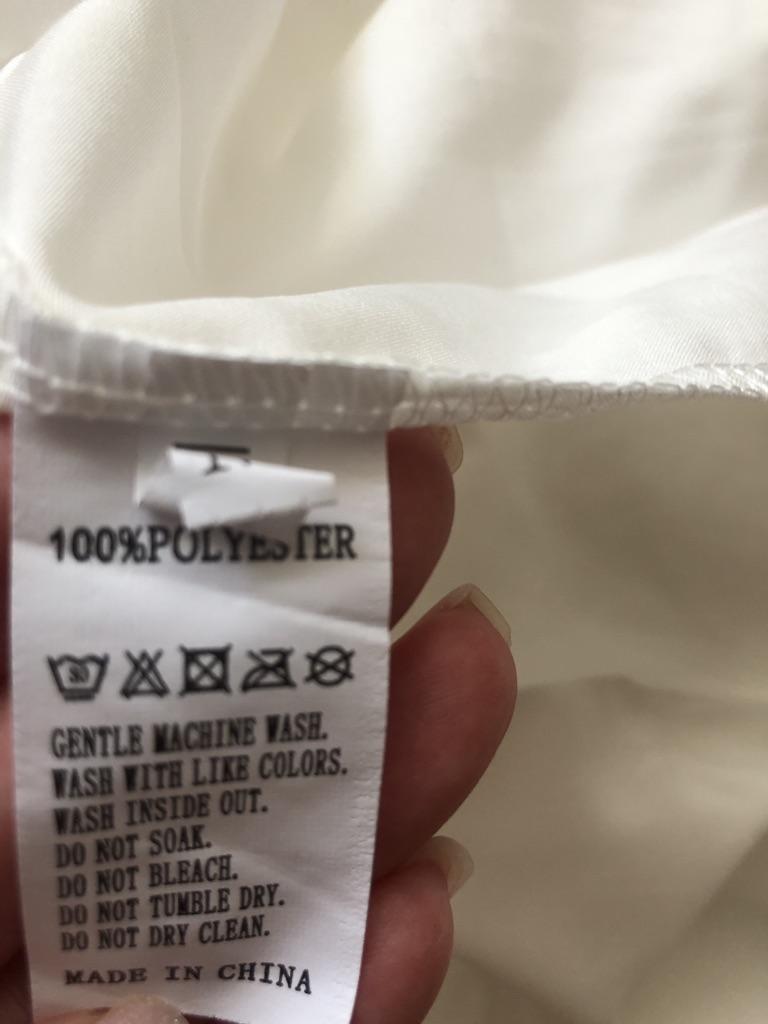 100%POLYESTER
30
GENTLE MACHINE WASH.
WASH WITH LIKE COLORS.
WASH INSIDE OUT.
DO NOT SOAK.
DO NOT BLEACH.
DO NOT TUMBLE DRY.
DO NOT DRY CLEAN.
MADE IN CHINA